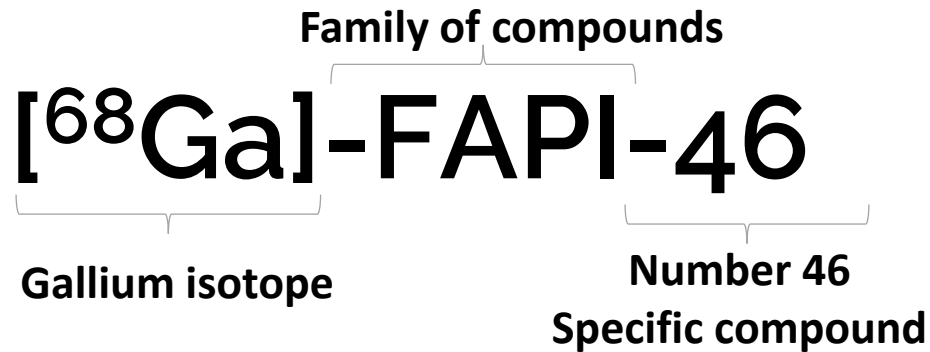 Family of compounds
[⁶⁸Ga]-FAPI-46
Gallium isotope
Number 46
Specific compound